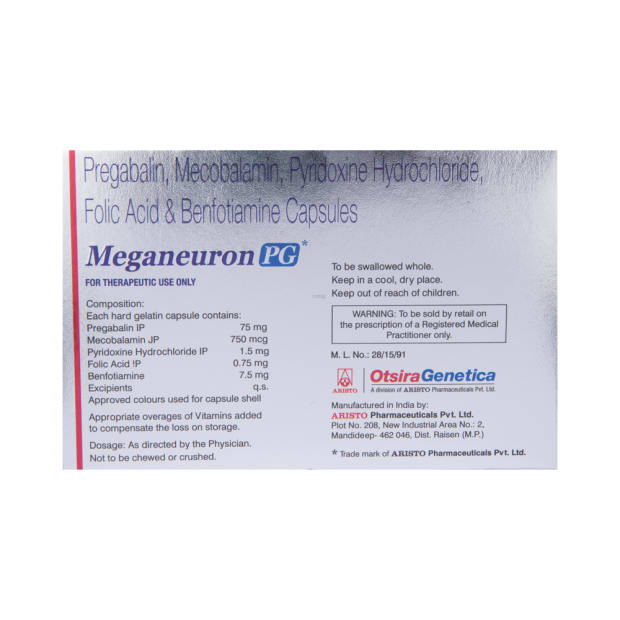 Pregabalin, Mecobalamin, Pyridoxine Hydrochloride,
Folic Acid & Benfotiamine Capsules
Meganeuron PG*
FOR THERAPEUTIC USE ONLY
Composition:
Each hard gelatin capsule contains:
Pregabalin IP 75 mg
Mecobalamin JP 750 mcg
Pyridoxine Hydrochloride IP 1.5 mg
Folic Acid IP 0.75 mg
Benfotiamine 7.5 mg
Excipients q.s.
Approved colours used for capsule shell
Appropriate overages of Vitamins added
to compensate the loss on storage.
Dosage: As directed by the Physician.
Not to be chewed or crushed.
To be swallowed whole.
Keep in a cool, dry place.
Keep out of reach of children.
WARNING: To be sold by retail on
the prescription of a Registered Medical
Practitioner only.
M. L. No.: 28/15/91
ARISTO
OtsiraGenetica
A division of ARISTO Pharmaceuticals Pvt. Ltd.
Manufactured in India by:
ARISTO Pharmaceuticals Pvt. Ltd.
Plot No. 208, New Industrial Area No.: 2,
Mandideep- 462 046, Dist. Raisen (M.P.)
* Trade mark of ARISTO Pharmaceuticals Pvt. Ltd.